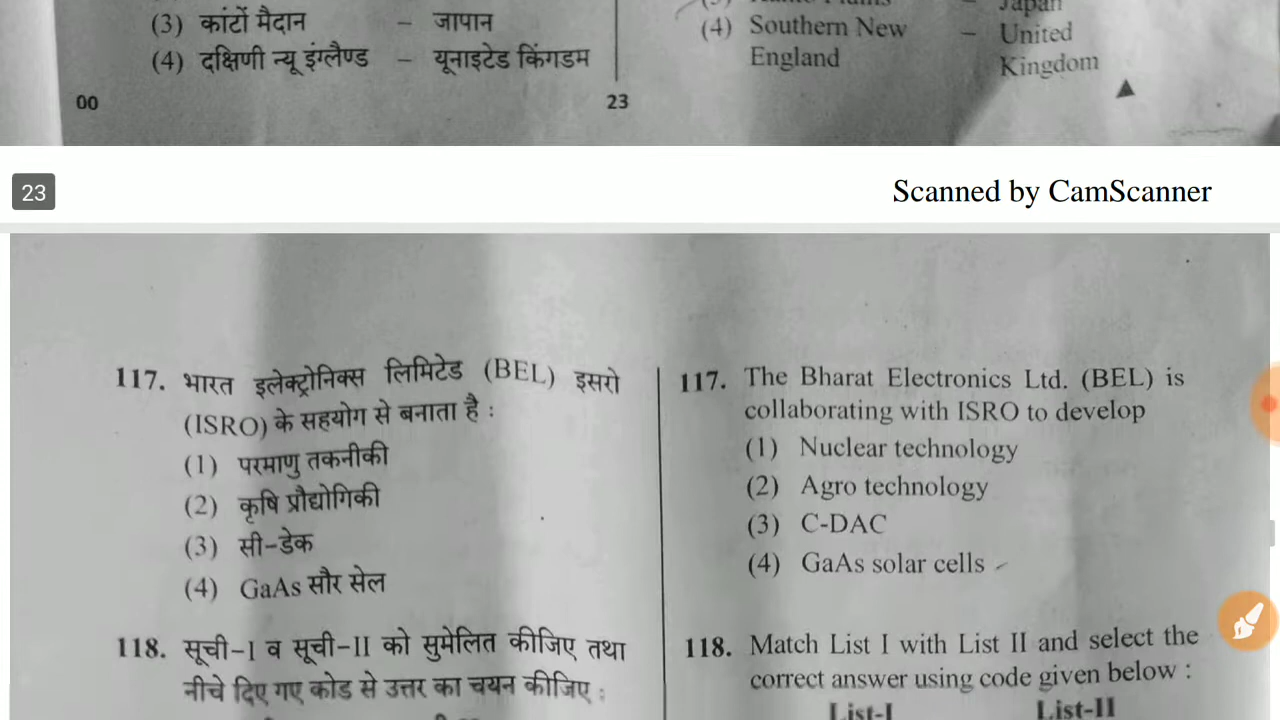 (3) कांटों मैदान – जापान
(4) दक्षिणी न्यू इंग्लैण्ड – यूनाइटेड किंगडम
Japan
(4) Southern New – United
England Kingdom
00
23
23
Scanned by CamScanner
117. भारत इलेक्ट्रोनिक्स लिमिटेड (BEL) इसरो
(ISRO) के सहयोग से बनाता है :
(1) परमाणु तकनीकी
(2) कृषि प्रौद्योगिकी
(3) सी-डेक
(4) GaAs सौर सेल
118. सूची-I व सूची-II को सुमेलित कीजिए तथा
नीचे दिए गए कोड से उत्तर का चयन कीजिए :
117. The Bharat Electronics Ltd. (BEL) is
collaborating with ISRO to develop
(1) Nuclear technology
(2) Agro technology
(3) C-DAC
(4) GaAs solar cells
118. Match List I with List II and select the
correct answer using code given below :
List-I List-II